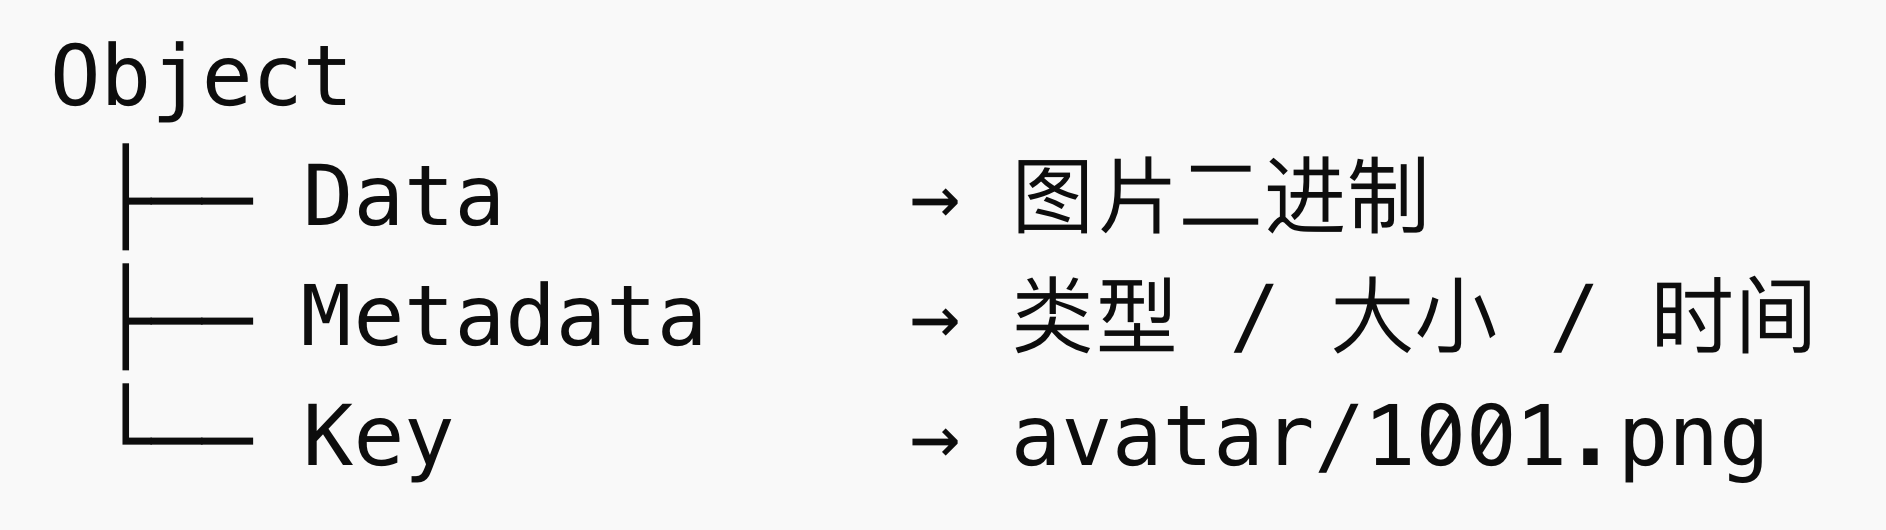 Object
├── Data → 图片二进制
├── Metadata → 类型 / 大小 / 时间
└── Key → avatar/1001.png